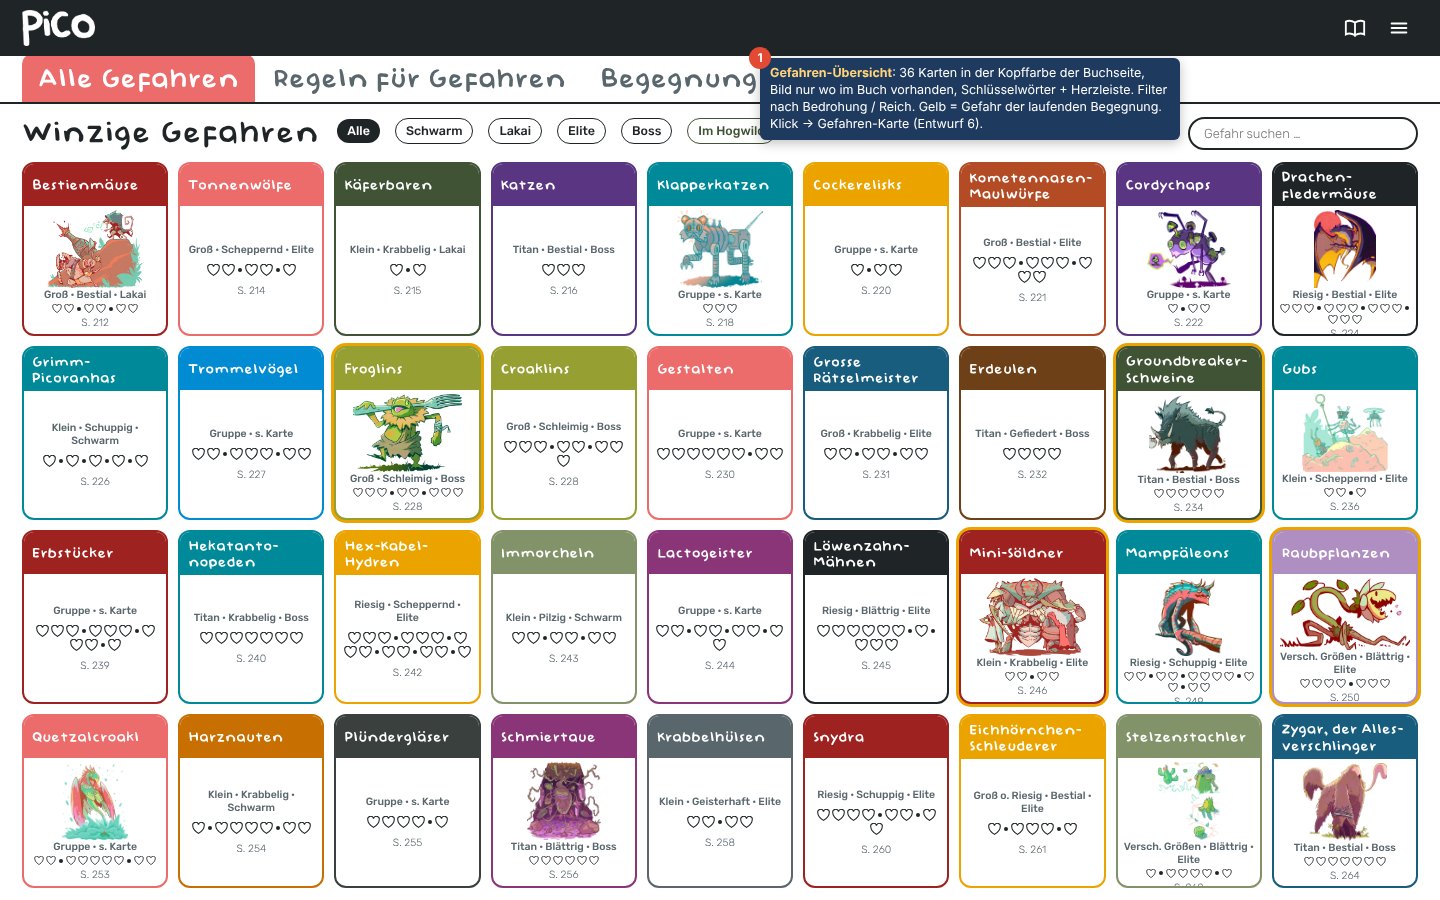 PiCO
Alle Gefahren
Regeln für Gefahren
Begegnung
1
Gefahren-Übersicht: 36 Karten in der Kopffarbe der Buchseite,
Bild nur wo im Buch vorhanden, Schlüsselwörter + Herzleiste. Filter
nach Bedrohung / Reich. Gelb = Gefahr der laufenden Begegnung.
Klick → Gefahren-Karte (Entwurf 6).
Winzige Gefahren
Alle
Schwarm
Lakai
Elite
Boss
Im Hogwild
Gefahr suchen ...
Bestienmäuse
Groß • Bestial • Lakai
S. 212
Tonnenwölfe
Groß • Scheppernd • Elite
S. 214
Käferbaren
Klein • Krabbelig • Lakai
S. 215
Katzen
Titan • Bestial • Boss
S. 216
Klapperkatzen
Gruppe • s. Karte
S. 218
Cockerelisks
Gruppe • s. Karte
S. 220
Kometennasen-
Maulwürfe
Groß • Bestial • Elite
S. 221
Cordychaps
Gruppe • s. Karte
S. 222
Drachen-
fledermäuse
Riesig • Bestial • Elite
S. 224
Grimm-
Picoranhas
Klein • Schuppig •
Schwarm
S. 226
Trommelvögel
Gruppe • s. Karte
S. 227
Froglins
Groß • Schleimig • Boss
S. 228
Croaklins
Groß • Schleimig • Boss
S. 228
Gestalten
Gruppe • s. Karte
S. 230
Grosse
Rätselmeister
Groß • Krabbelig • Elite
S. 231
Erdeulen
Titan • Gefiedert • Boss
S. 232
Groundbreaker-
Schweine
Titan • Bestial • Boss
S. 234
Gubs
Klein • Scheppernd • Elite
S. 236
Erbstücker
Gruppe • s. Karte
S. 239
Hekatanto-
nopeden
Titan • Krabbelig • Boss
S. 240
Hex-Kabel-
Hydren
Riesig • Scheppernd •
Elite
S. 242
Immorcheln
Klein • Pilzig • Schwarm
S. 243
Lactogeister
Gruppe • s. Karte
S. 244
Löwenzahn-
Mähnen
Riesig • Blättrig • Elite
S. 245
Mini-Söldner
Klein • Krabbelig • Elite
S. 246
Mampfäleons
Riesig • Schuppig • Elite
S. 249
Raubpflanzen
Versch. Größen • Blättrig •
Elite
S. 250
Quetzalcroakl
Gruppe • s. Karte
S. 253
Harznauten
Klein • Krabbelig •
Schwarm
S. 254
Plündergläser
Gruppe • s. Karte
S. 255
Schmiertaue
Titan • Blättrig • Boss
S. 256
Krabbelhülsen
Klein • Geisterhaft • Elite
S. 258
Snydra
Riesig • Schuppig • Elite
S. 260
Eichhörnchen-
Schleuderer
Groß o. Riesig • Bestial •
Elite
S. 261
Stelzenstachler
Versch. Größen • Blättrig •
Elite
Zygar, der Alles-
verschlinger
Titan • Bestial • Boss
S. 264